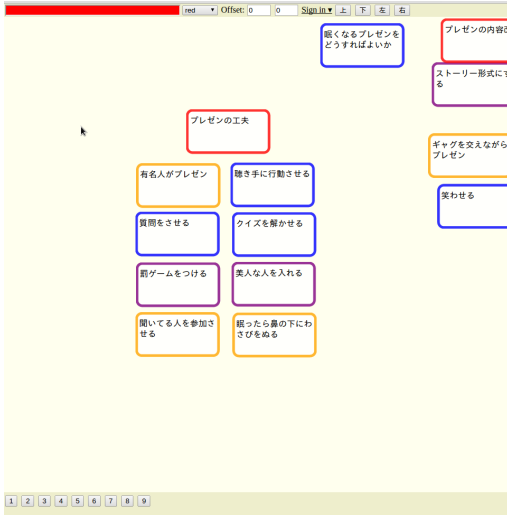 red Offset: 0 0 Sign in ▾ 上 下 左 右
眠くなるプレゼンを
どうすればよいか
プレゼンの内容
ストーリー形式にす
る
プレゼンの工夫
ギャグを交えながら
プレゼン
有名人がプレゼン
聴き手に行動させる
笑わせる
質問をさせる
クイズを解かせる
罰ゲームをつける
美人な人を入れる
聞いてる人を参加さ
せる
眠ったら鼻の下にわ
さびをぬる
1 2 3 4 5 6 7 8 9